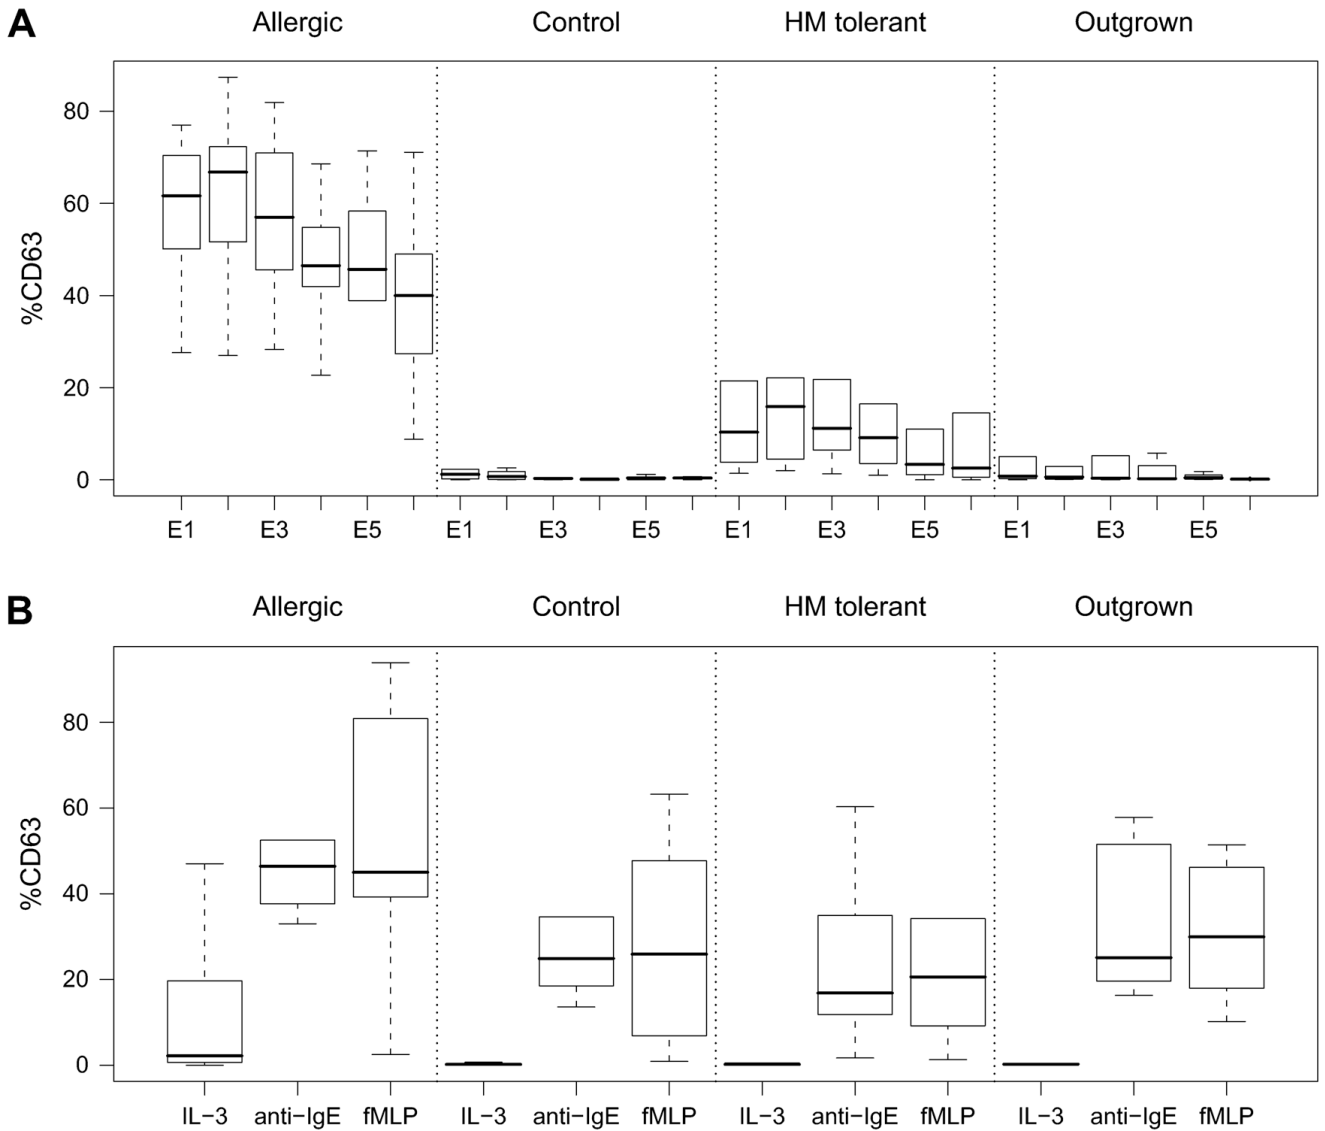 A
Allergic Control HM tolerant Outgrown
%CD63
80
60
40
20
0
E1 E3 E5 E1 E3 E5 E1 E3 E5 E1 E3 E5
B
Allergic Control HM tolerant Outgrown
%CD63
80
60
40
20
0
IL−3 anti−IgE fMLP IL−3 anti−IgE fMLP IL−3 anti−IgE fMLP IL−3 anti−IgE fMLP